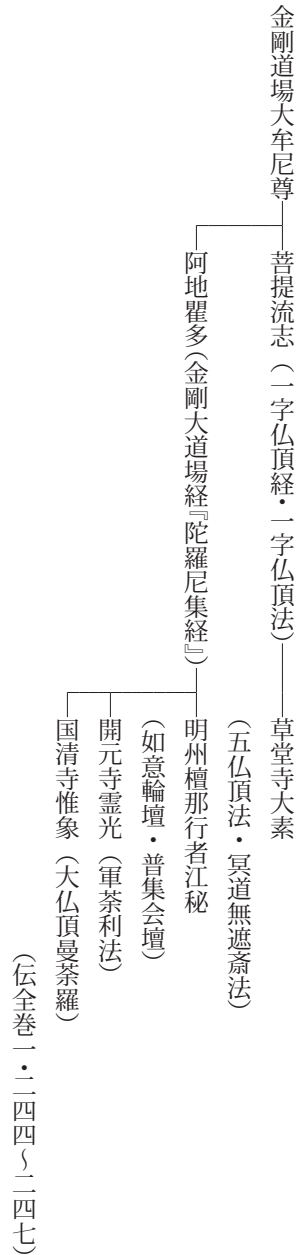 金剛道場大牟尼尊
菩提流志（一字仏頂経・一字仏頂法）
草堂寺大素
（五仏頂法・冥道無遮斎法）
阿地瞿多（金剛大道場経『陀羅尼集経』）
明州檀那行者江秘
（如意輪壇・普集会壇）
開元寺霊光（軍荼利法）
国清寺惟象（大仏頂曼荼羅）
（伝全巻一・二四四～二四七）